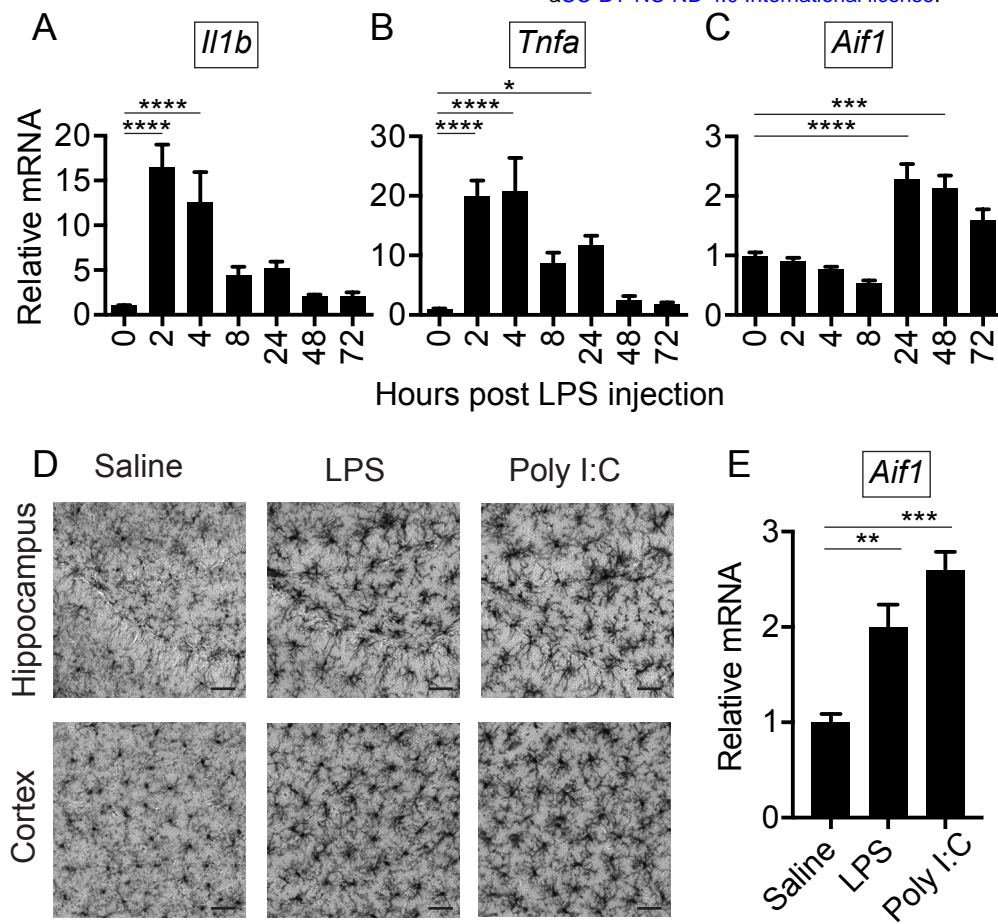 aCC-BY-NC-ND 4.0 International license.
A
Il1b
B
Tnfa
C
Aif1
Relative mRNA
20
15
10
5
0
****
****
0 2 4 8 24 48 72
30
20
10
0
*
****
****
0 2 4 8 24 48 72
3
2
1
0
***
****
0 2 4 8 24 48 72
Hours post LPS injection
D
Saline
LPS
Poly I:C
Hippocampus
Cortex
E
Aif1
Relative mRNA
3
2
1
0
***
**
Saline
LPS
Poly I:C